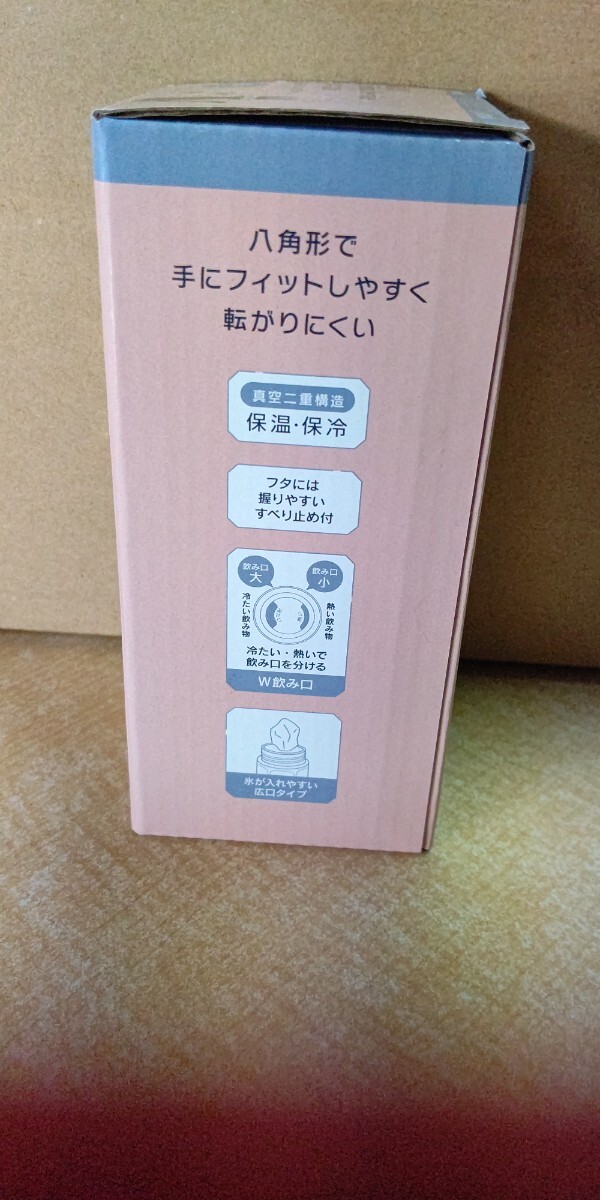 八角形で
手にフィットしやすく
転がりにくい
真空二重構造
保温・保冷
フタには
握りやすい
すべり止め付
飲み口
大
飲み口
小
冷たい飲み物
熱い飲み物
冷たい・熱いで
飲み口を分ける
W飲み口
氷が入れやすい
広口タイプ